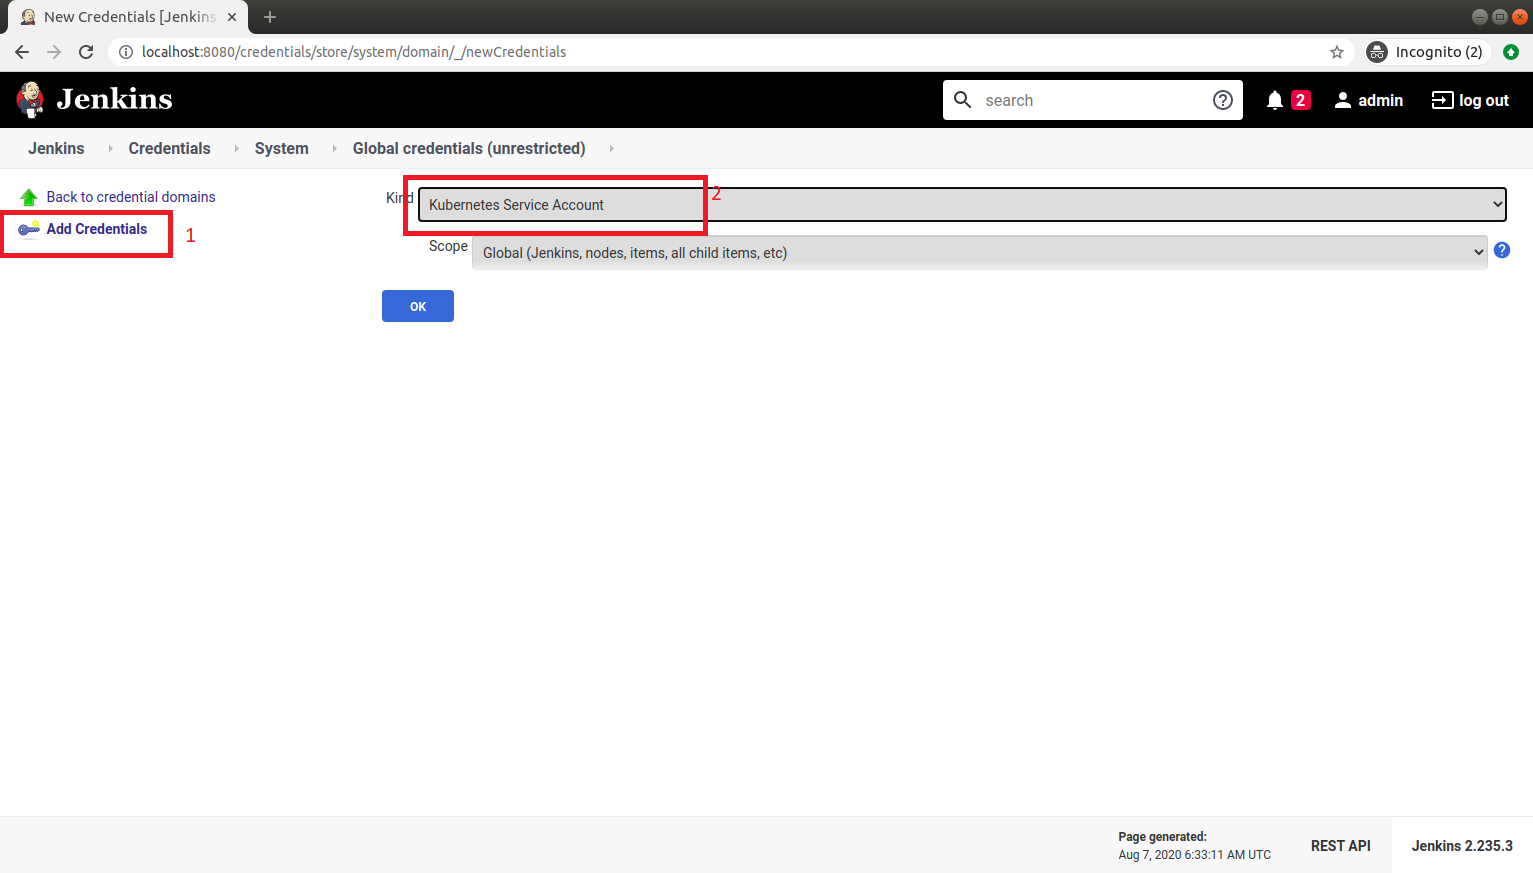 New Credentials [Jenkins
localhost:8080/credentials/store/system/domain/_/newCredentials
Incognito (2)
Jenkins
search
2
admin
log out
Jenkins
Credentials
System
Global credentials (unrestricted)
Back to credential domains
Add Credentials
1
Kind
Kubernetes Service Account
2
Scope
Global (Jenkins, nodes, items, all child items, etc)
OK
Page generated:
Aug 7, 2020 6:33:11 AM UTC
REST API
Jenkins 2.235.3